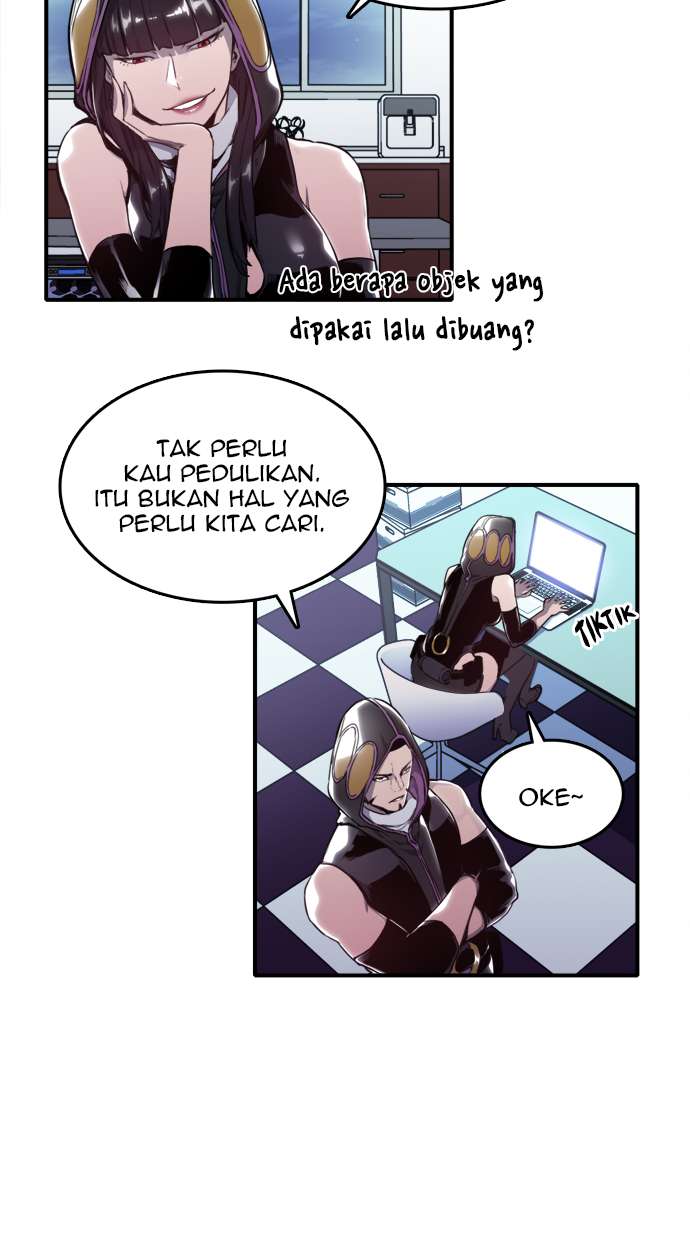 Ada berapa objek yang
dipakai lalu dibuang?
TAK PERLU
KAU PEDULIKAN.
ITU BUKAN HAL YANG
PERLU KITA CARI.
TIKTIK
OKE~